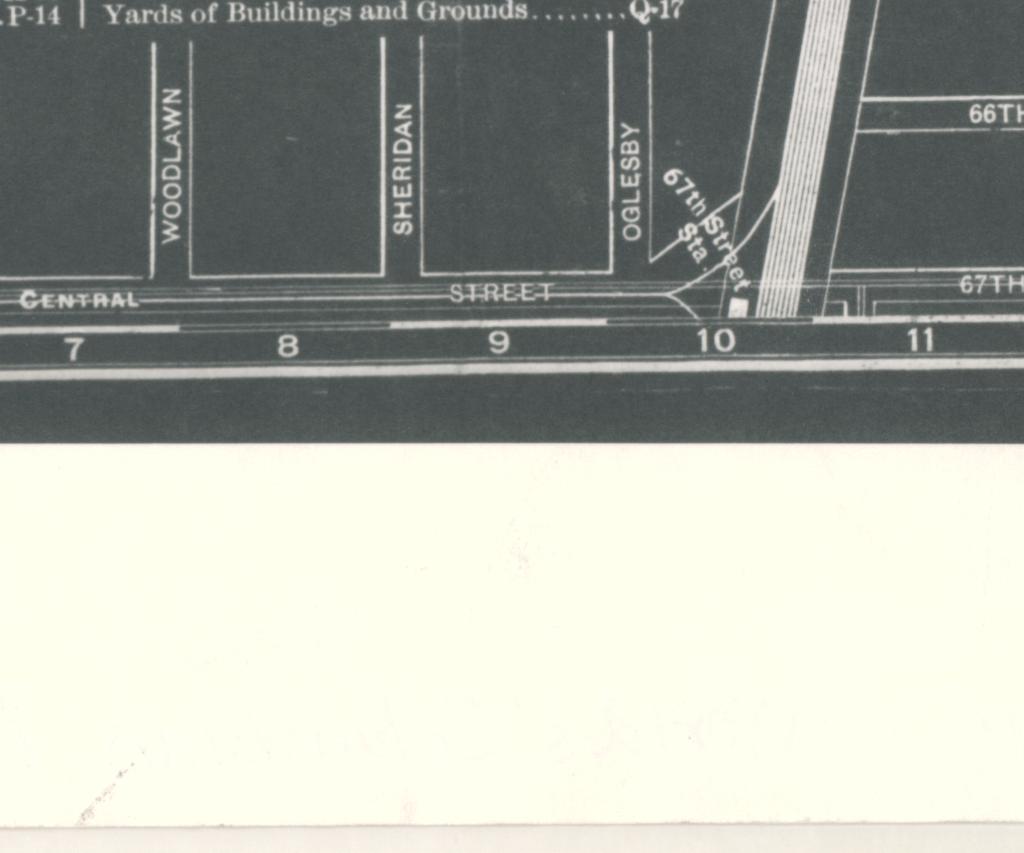 .P-14 | Yards of Buildings and Grounds........Q-17
66TH
WOODLAWN
SHERIDAN
OGLESBY
67th Street
Sta.
CENTRAL STREET 67TH
7 8 9 10 11